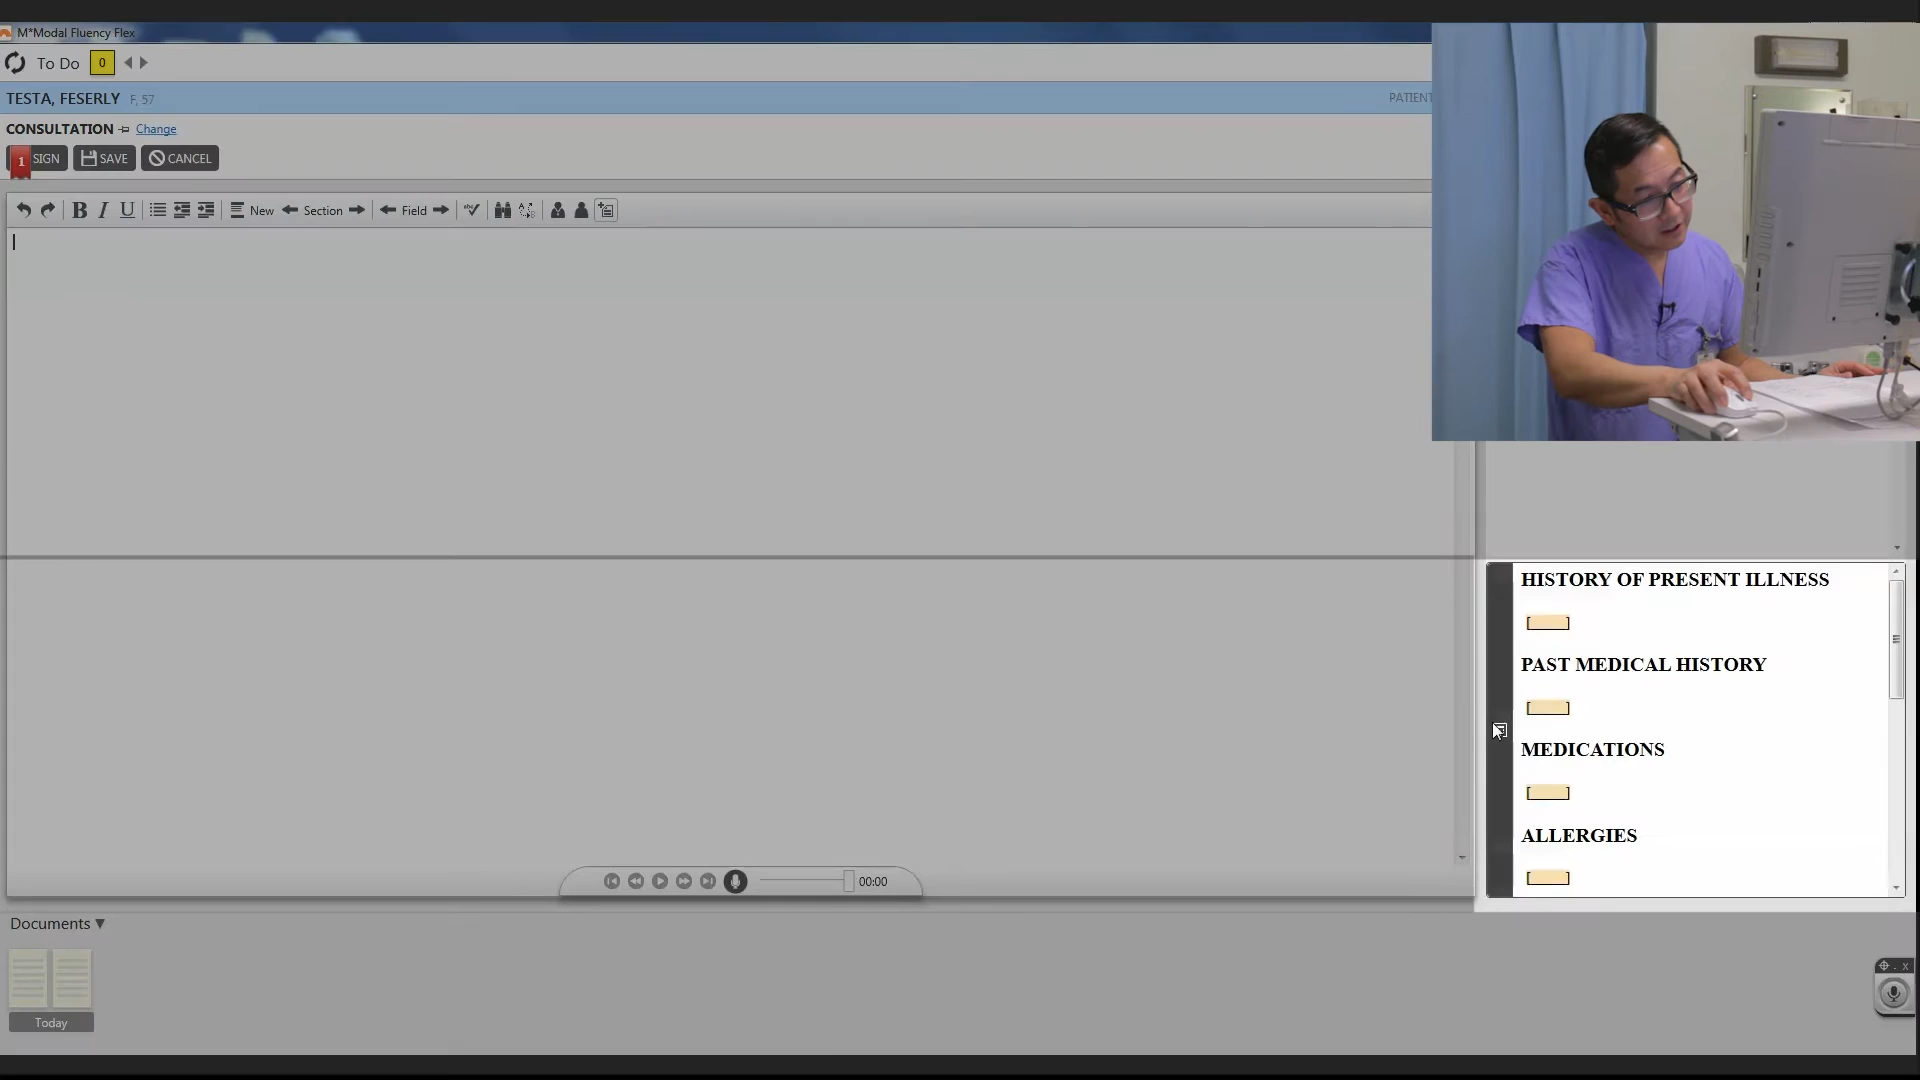 M*Modal Fluency Flex
To Do 0
TESTA, FESERLY F, 57
PATIENT
CONSULTATION Change
1 SIGN SAVE CANCEL
B I U New Section Field
HISTORY OF PRESENT ILLNESS
[ ]
PAST MEDICAL HISTORY
[ ]
MEDICATIONS
[ ]
ALLERGIES
[ ]
00:00
Documents ▼
Today